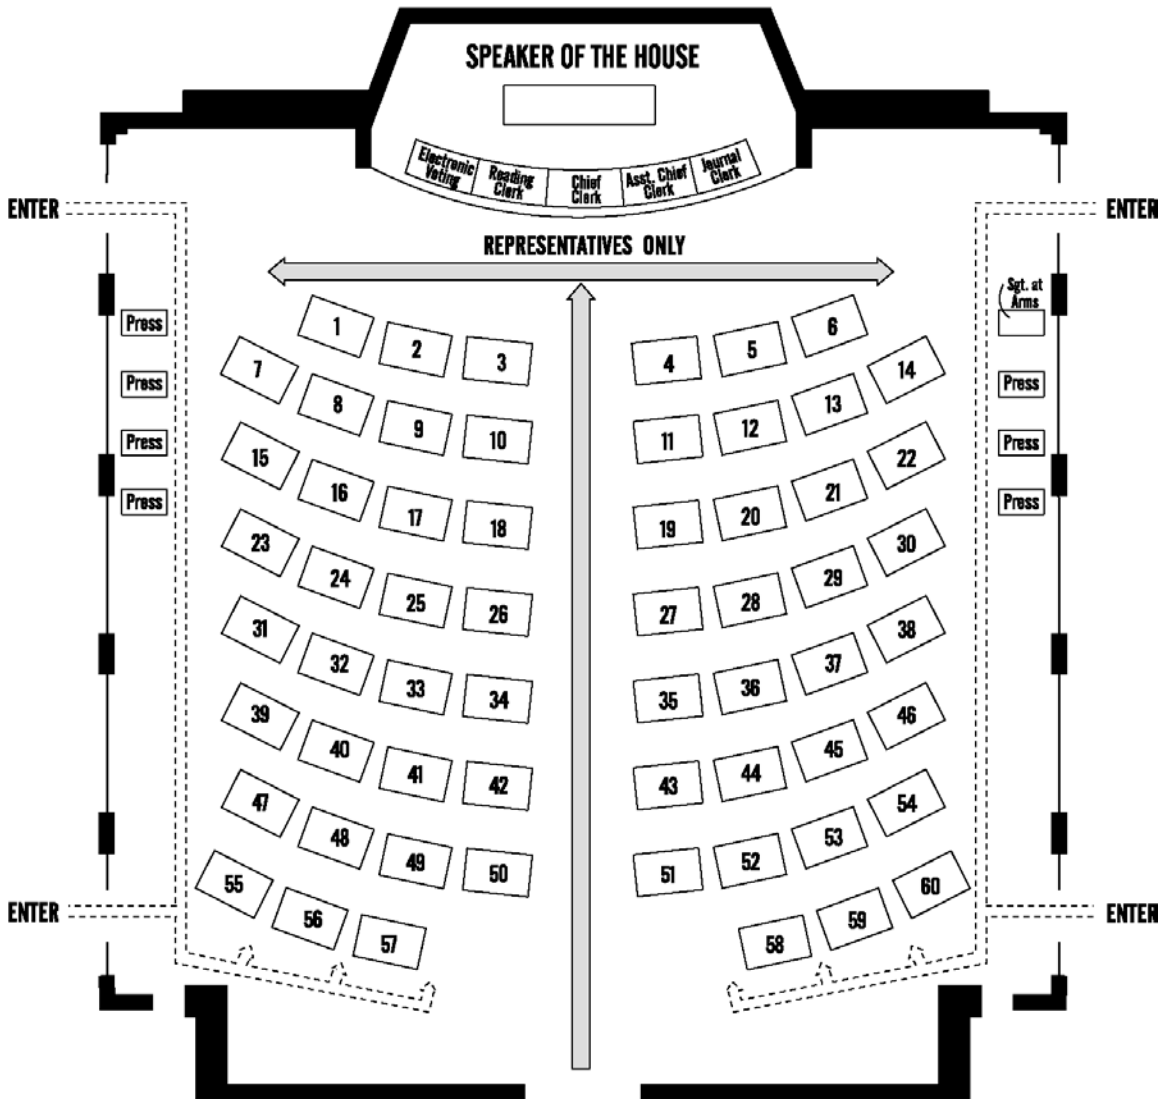 SPEAKER OF THE HOUSE
Electronic
Voting
Reading
Clerk
Chief
Clerk
Asst. Chief
Clerk
Journal
Clerk
ENTER
ENTER
REPRESENTATIVES ONLY
Sgt. at
Arms
Press
1
2
3
4
5
6
Press
Press
7
8
9
10
11
12
13
14
Press
Press
15
16
17
18
19
20
21
22
Press
Press
23
24
25
26
27
28
29
30
31
32
33
34
35
36
37
38
39
40
41
42
43
44
45
46
47
48
49
50
51
52
53
54
55
56
57
58
59
60
ENTER
ENTER